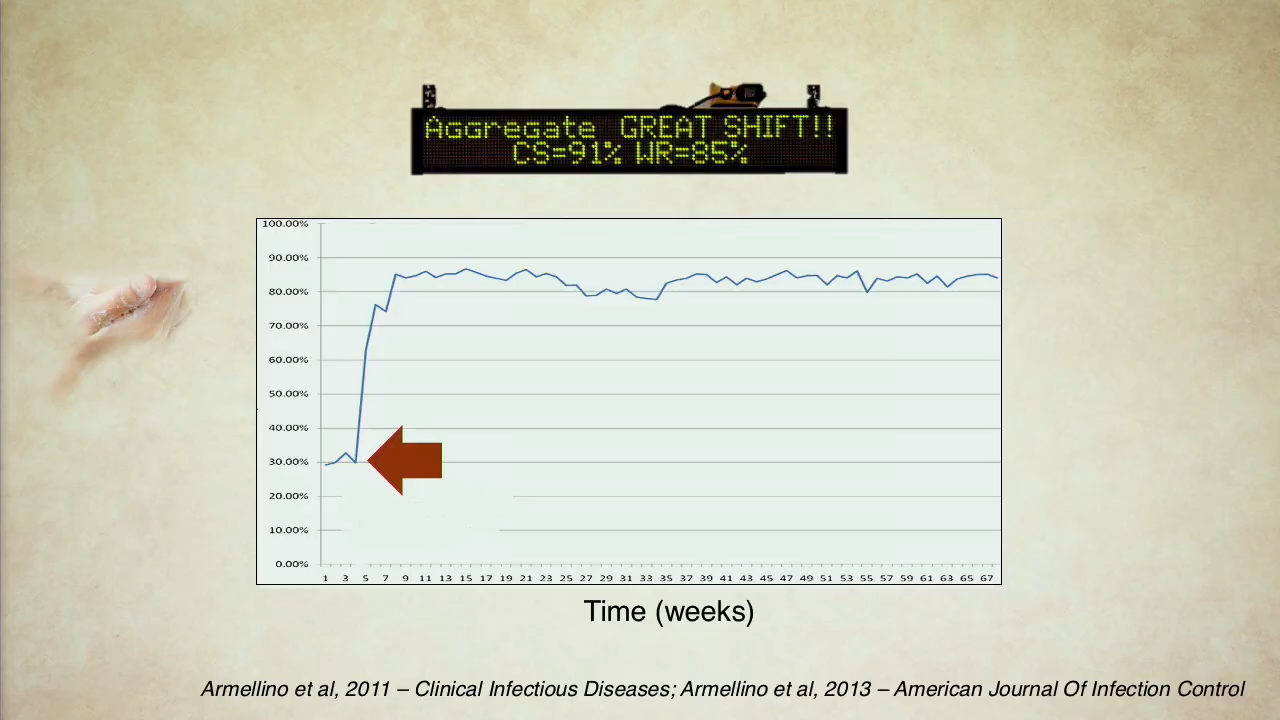 Aggregate GREAT SHIFT!!
CS=91% WR=85%
100.00%
90.00%
80.00%
70.00%
60.00%
50.00%
40.00%
30.00%
20.00%
10.00%
0.00%
1 3 5 7 9 11 13 15 17 19 21 23 25 27 29 31 33 35 37 39 41 43 45 47 49 51 53 55 57 59 61 63 65 67
Time (weeks)
Armellino et al, 2011 – Clinical Infectious Diseases; Armellino et al, 2013 – American Journal Of Infection Control